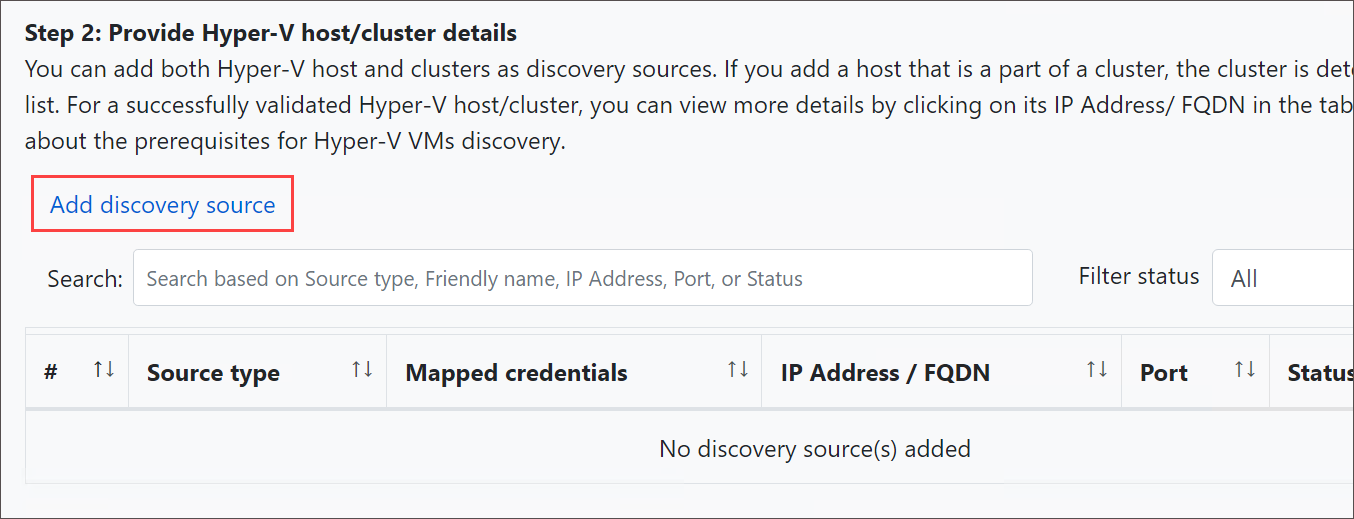 Step 2: Provide Hyper-V host/cluster details
You can add both Hyper-V host and clusters as discovery sources. If you add a host that is a part of a cluster, the cluster is
list. For a successfully validated Hyper-V host/cluster, you can view more details by clicking on its IP Address/ FQDN in the
about the prerequisites for Hyper-V VMs discovery.
Add discovery source
Search: Search based on Source type, Friendly name, IP Address, Port, or Status Filter status All
# ↑↓ Source type ↑↓ Mapped credentials ↑↓ IP Address / FQDN ↑↓ Port ↑↓ Status
No discovery source(s) added